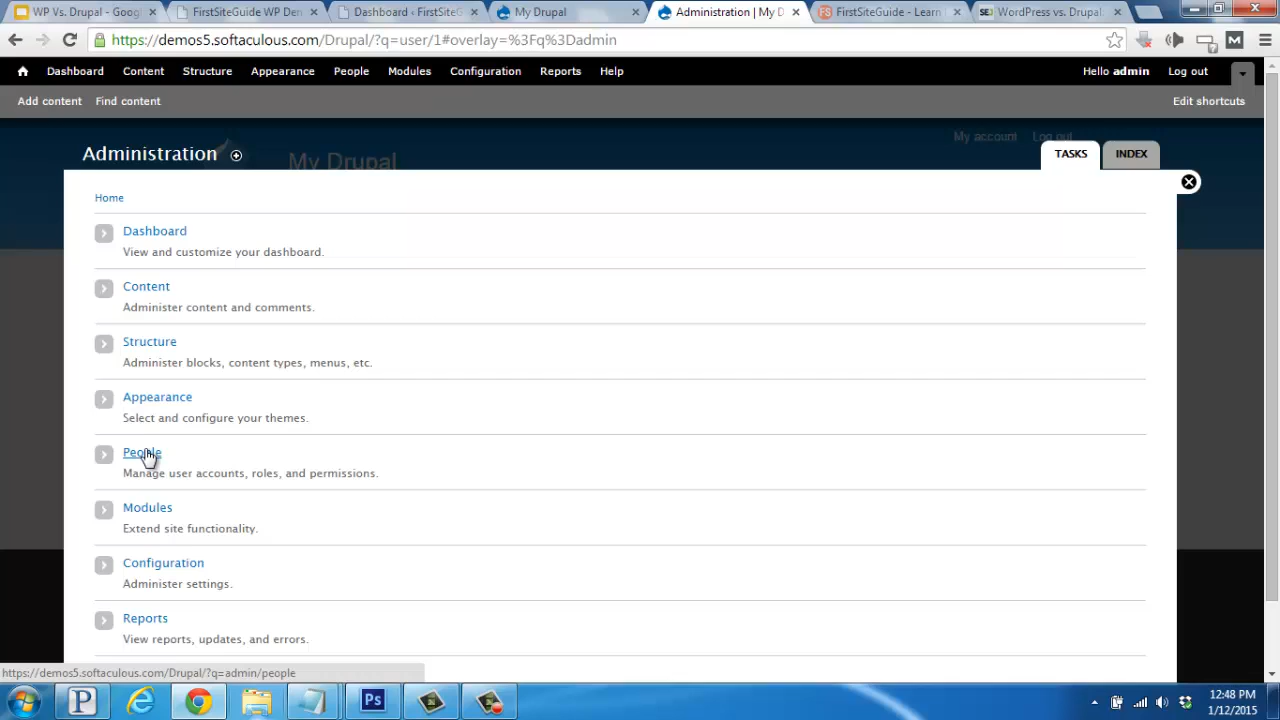 WP Vs. Drupal - Googl
FirstSiteGuide WP Den
Dashboard ‹ FirstSiteG
My Drupal
Administration | My D
FirstSiteGuide - Learn
WordPress vs. Drupal
https://demos5.softaculous.com/Drupal/?q=user/1#overlay=%3Fq%3Dadmin
Dashboard Content Structure Appearance People Modules Configuration Reports Help Hello admin Log out
Add content Find content Edit shortcuts
My account Log out
Administration
My Drupal
TASKS INDEX
Home
Dashboard
View and customize your dashboard.
Content
Administer content and comments.
Structure
Administer blocks, content types, menus, etc.
Appearance
Select and configure your themes.
People
Manage user accounts, roles, and permissions.
Modules
Extend site functionality.
Configuration
Administer settings.
Reports
View reports, updates, and errors.
https://demos5.softaculous.com/Drupal/?q=admin/people
12:48 PM
1/12/2015